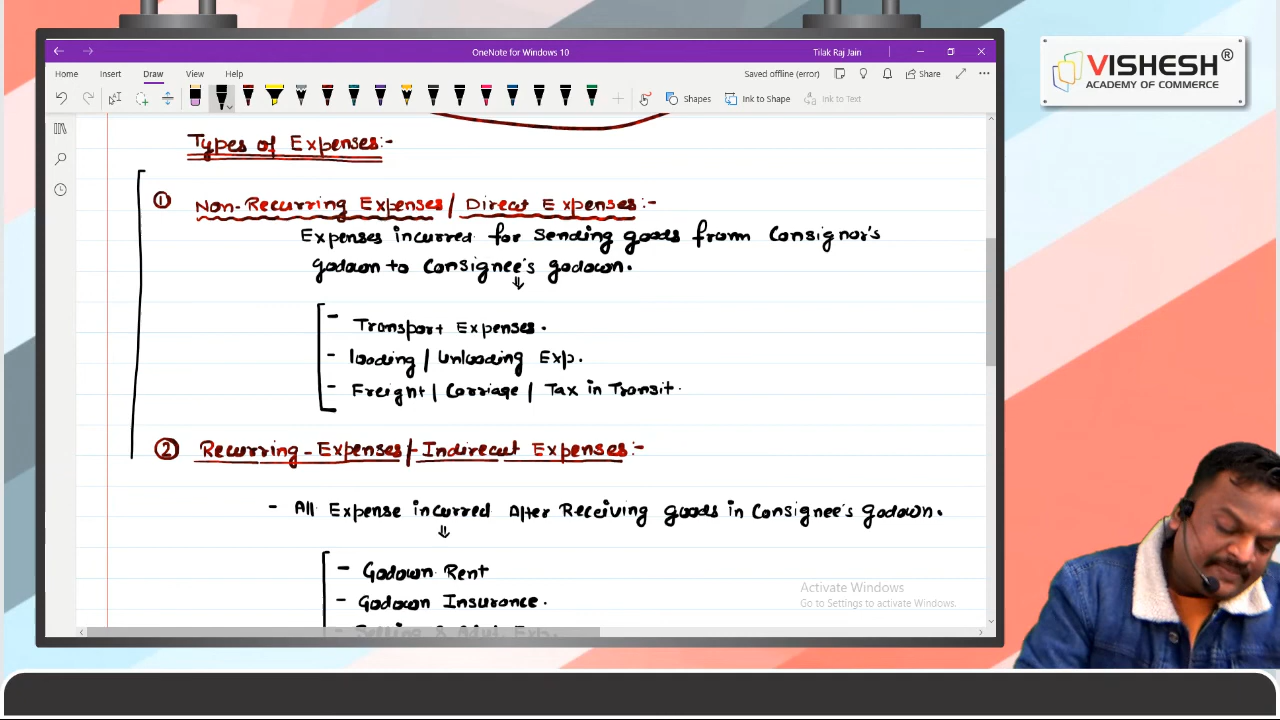 OneNote for Windows 10
Tilak Raj Jain
Home Insert Draw View Help
Saved offline (error)
Share
Shapes
Ink to Shape
Ink to Text
VISHESH®
ACADEMY OF COMMERCE
Types of Expenses:-
① Non-Recurring Expenses / Direct Expenses:-
Expenses incurred for sending goods from Consignor's
godown to Consignee's godown.
⇓
- Transport Expenses.
- loading / Unloading Exp.
- Freight / Carriage / Tax in Transit.
② Recurring-Expenses / Indirect Expenses:-
- All Expense incurred After Receiving goods in Consignee's godown.
⇓
- Godown Rent
- Godown Insurance.
Activate Windows
Go to Settings to activate Windows.